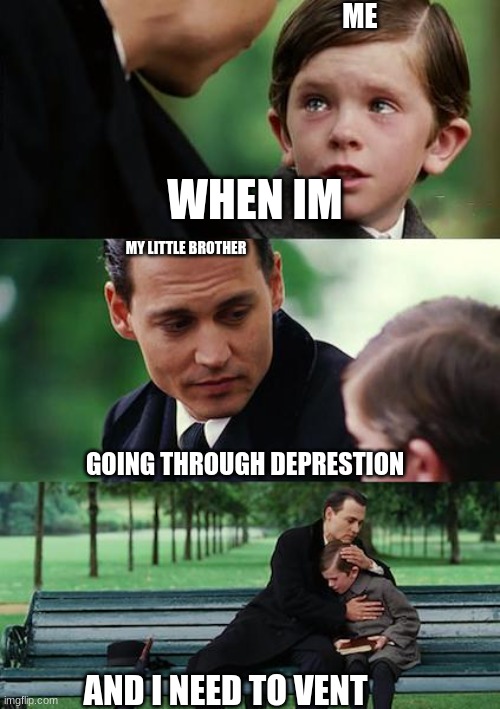 ME
WHEN IM
MY LITTLE BROTHER
GOING THROUGH DEPRESTION
AND I NEED TO VENT
imgflip.com